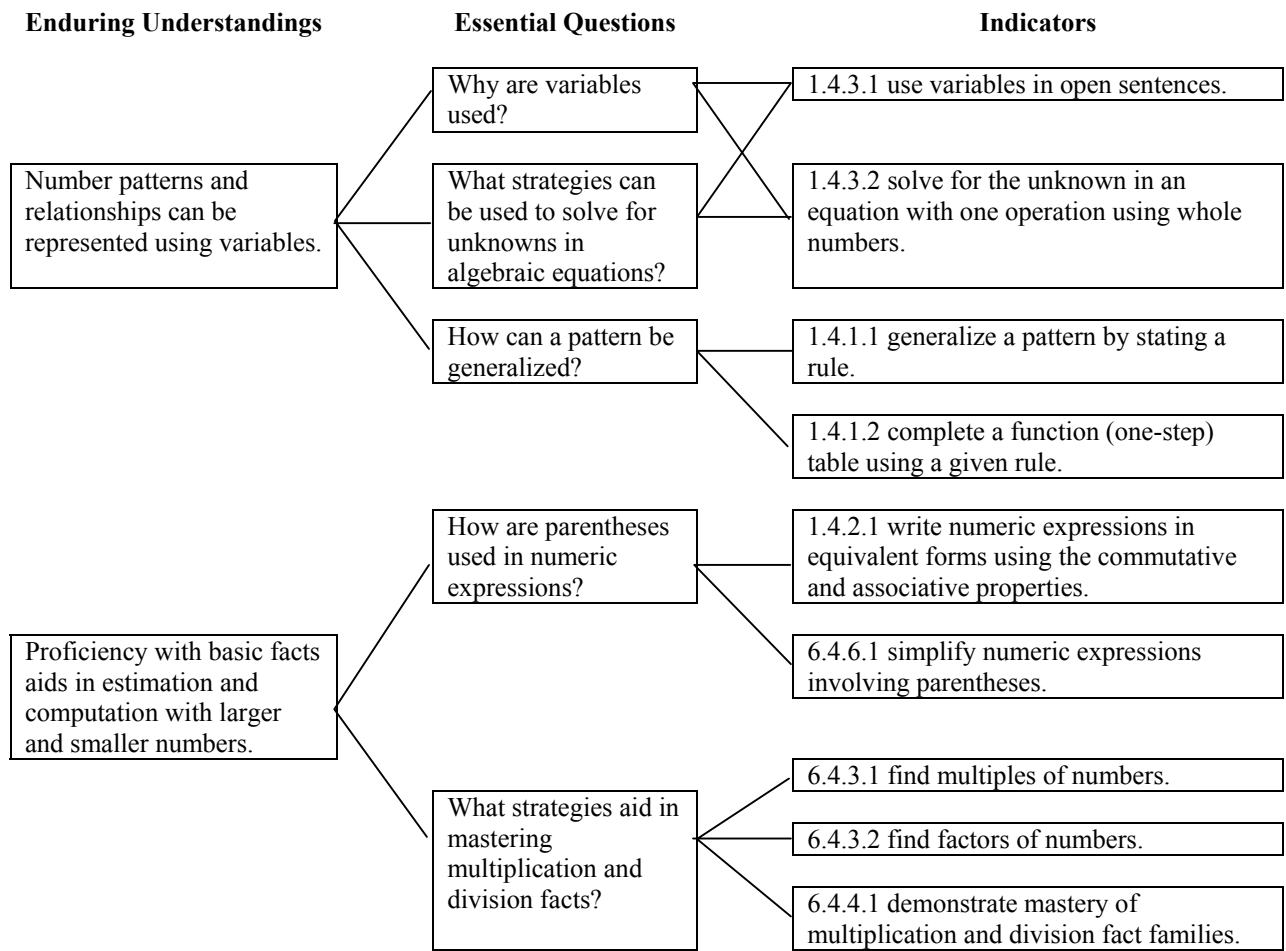 Enduring Understandings
Essential Questions
Indicators
Why are variables
used?
1.4.3.1 use variables in open sentences.
Number patterns and
relationships can be
represented using variables.
What strategies can
be used to solve for
unknowns in
algebraic equations?
1.4.3.2 solve for the unknown in an
equation with one operation using whole
numbers.
How can a pattern be
generalized?
1.4.1.1 generalize a pattern by stating a
rule.
1.4.1.2 complete a function (one-step)
table using a given rule.
How are parentheses
used in numeric
expressions?
1.4.2.1 write numeric expressions in
equivalent forms using the commutative
and associative properties.
Proficiency with basic facts
aids in estimation and
computation with larger
and smaller numbers.
6.4.6.1 simplify numeric expressions
involving parentheses.
What strategies aid in
mastering
multiplication and
division facts?
6.4.3.1 find multiples of numbers.
6.4.3.2 find factors of numbers.
6.4.4.1 demonstrate mastery of
multiplication and division fact families.